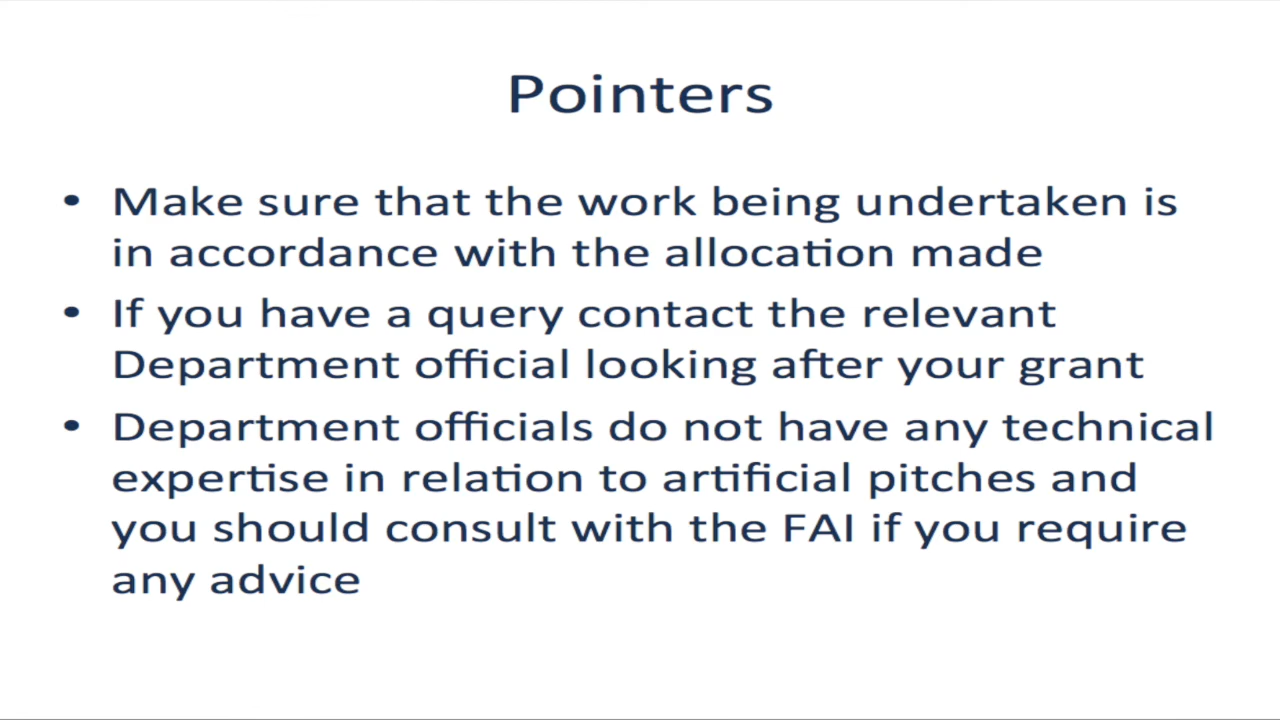 Pointers
• Make sure that the work being undertaken is
in accordance with the allocation made
• If you have a query contact the relevant
Department official looking after your grant
• Department officials do not have any technical
expertise in relation to artificial pitches and
you should consult with the FAI if you require
any advice